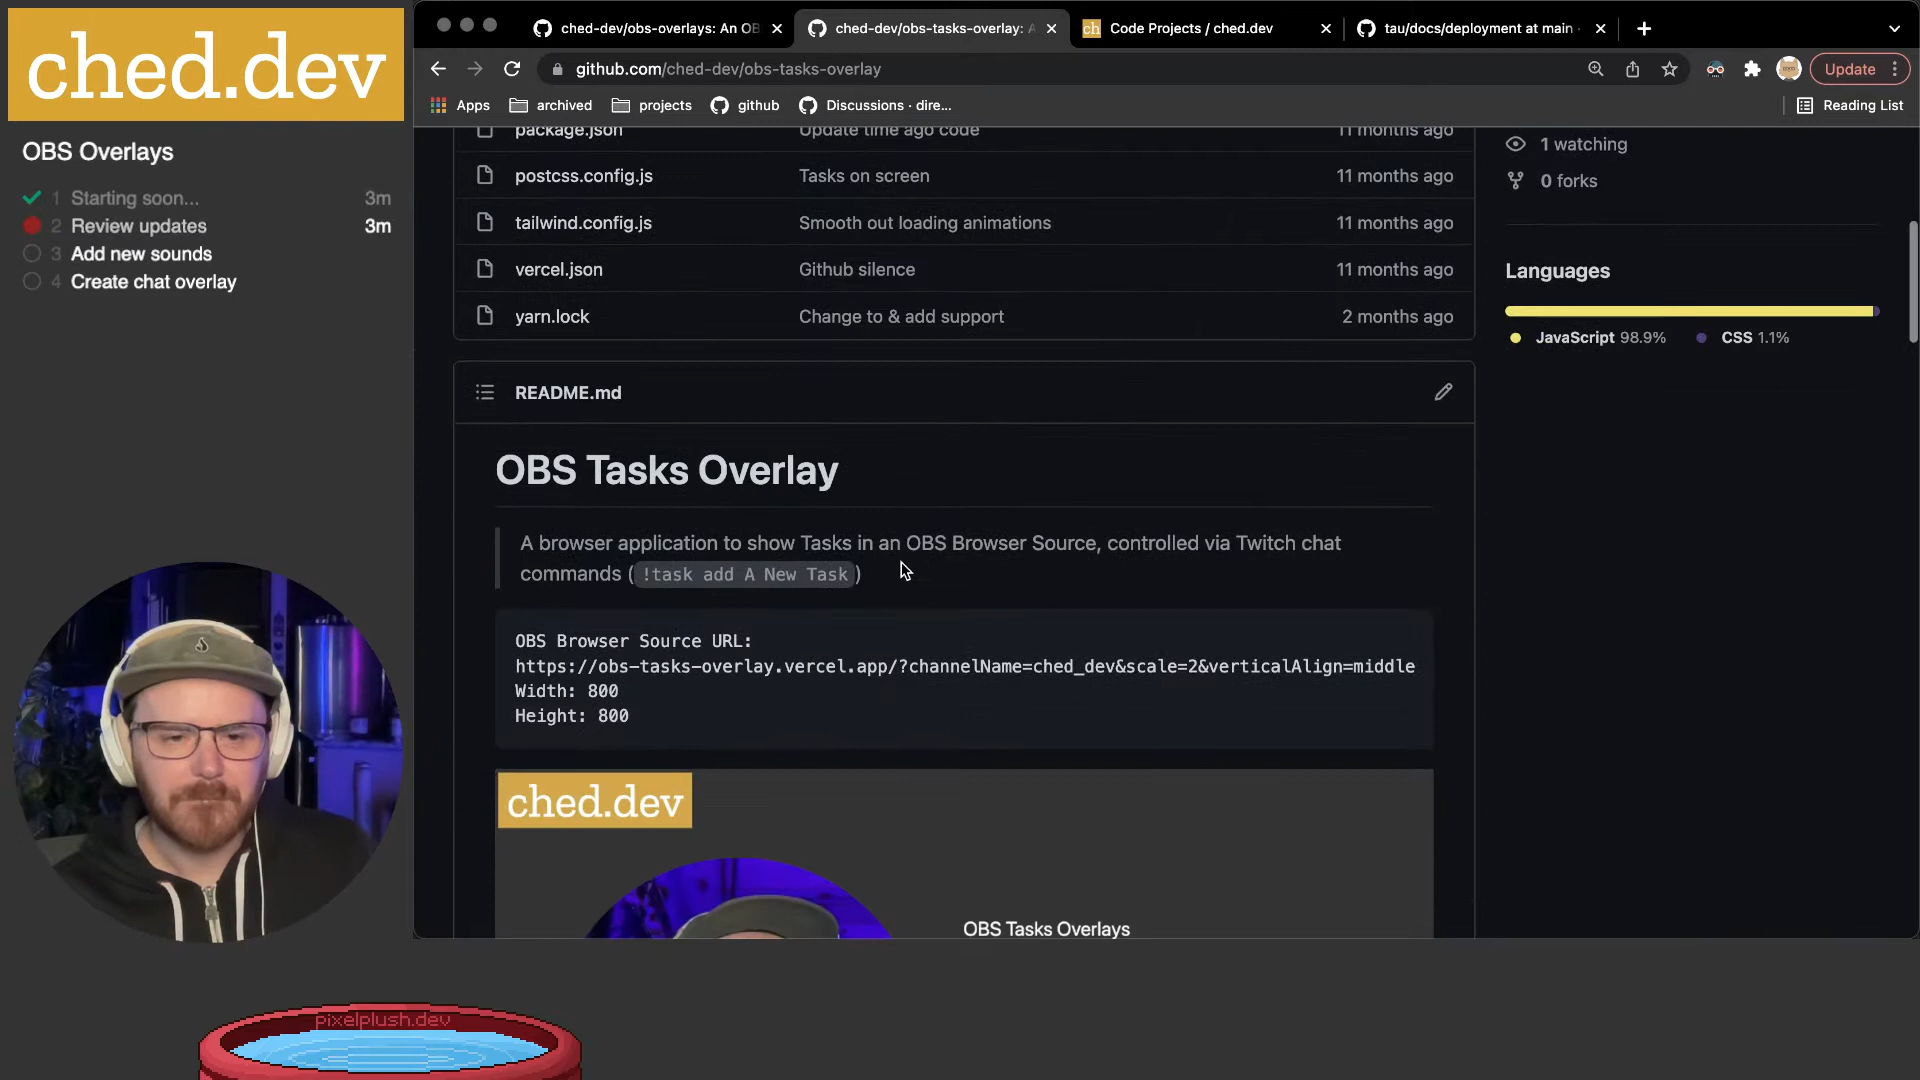 ched.dev
OBS Overlays
1 Starting soon... 3m
2 Review updates 3m
3 Add new sounds
4 Create chat overlay
ched-dev/obs-overlays: An OB
ched-dev/obs-tasks-overlay: A
ch Code Projects / ched.dev
tau/docs/deployment at main
github.com/ched-dev/obs-tasks-overlay
Update
Apps
archived
projects
github
Discussions · dire...
Reading List
package.json Update time ago code 11 months ago
postcss.config.js Tasks on screen 11 months ago
tailwind.config.js Smooth out loading animations 11 months ago
vercel.json Github silence 11 months ago
yarn.lock Change to & add support 2 months ago
1 watching
0 forks
Languages
JavaScript 98.9% CSS 1.1%
README.md
OBS Tasks Overlay
A browser application to show Tasks in an OBS Browser Source, controlled via Twitch chat
commands ( !task add A New Task )
OBS Browser Source URL:
https://obs-tasks-overlay.vercel.app/?channelName=ched_dev&scale=2&verticalAlign=middle
Width: 800
Height: 800
ched.dev
OBS Tasks Overlays
pixelplush.dev